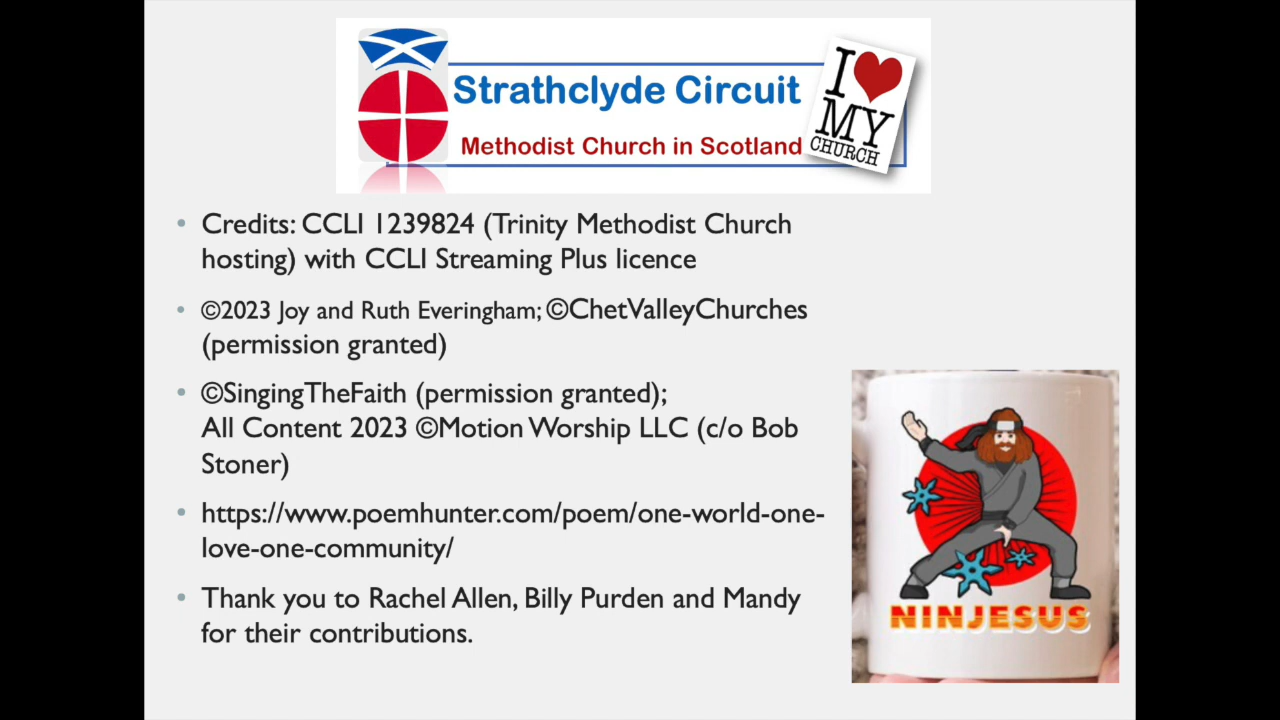 Strathclyde Circuit
Methodist Church in Scotland
I
MY
CHURCH
Credits: CCLI 1239824 (Trinity Methodist Church
hosting) with CCLI Streaming Plus licence
©2023 Joy and Ruth Everingham; ©ChetValleyChurches
(permission granted)
©SingingTheFaith (permission granted);
All Content 2023 ©Motion Worship LLC (c/o Bob
Stoner)
https://www.poemhunter.com/poem/one-world-one-
love-one-community/
Thank you to Rachel Allen, Billy Purden and Mandy
for their contributions.
NINJESUS